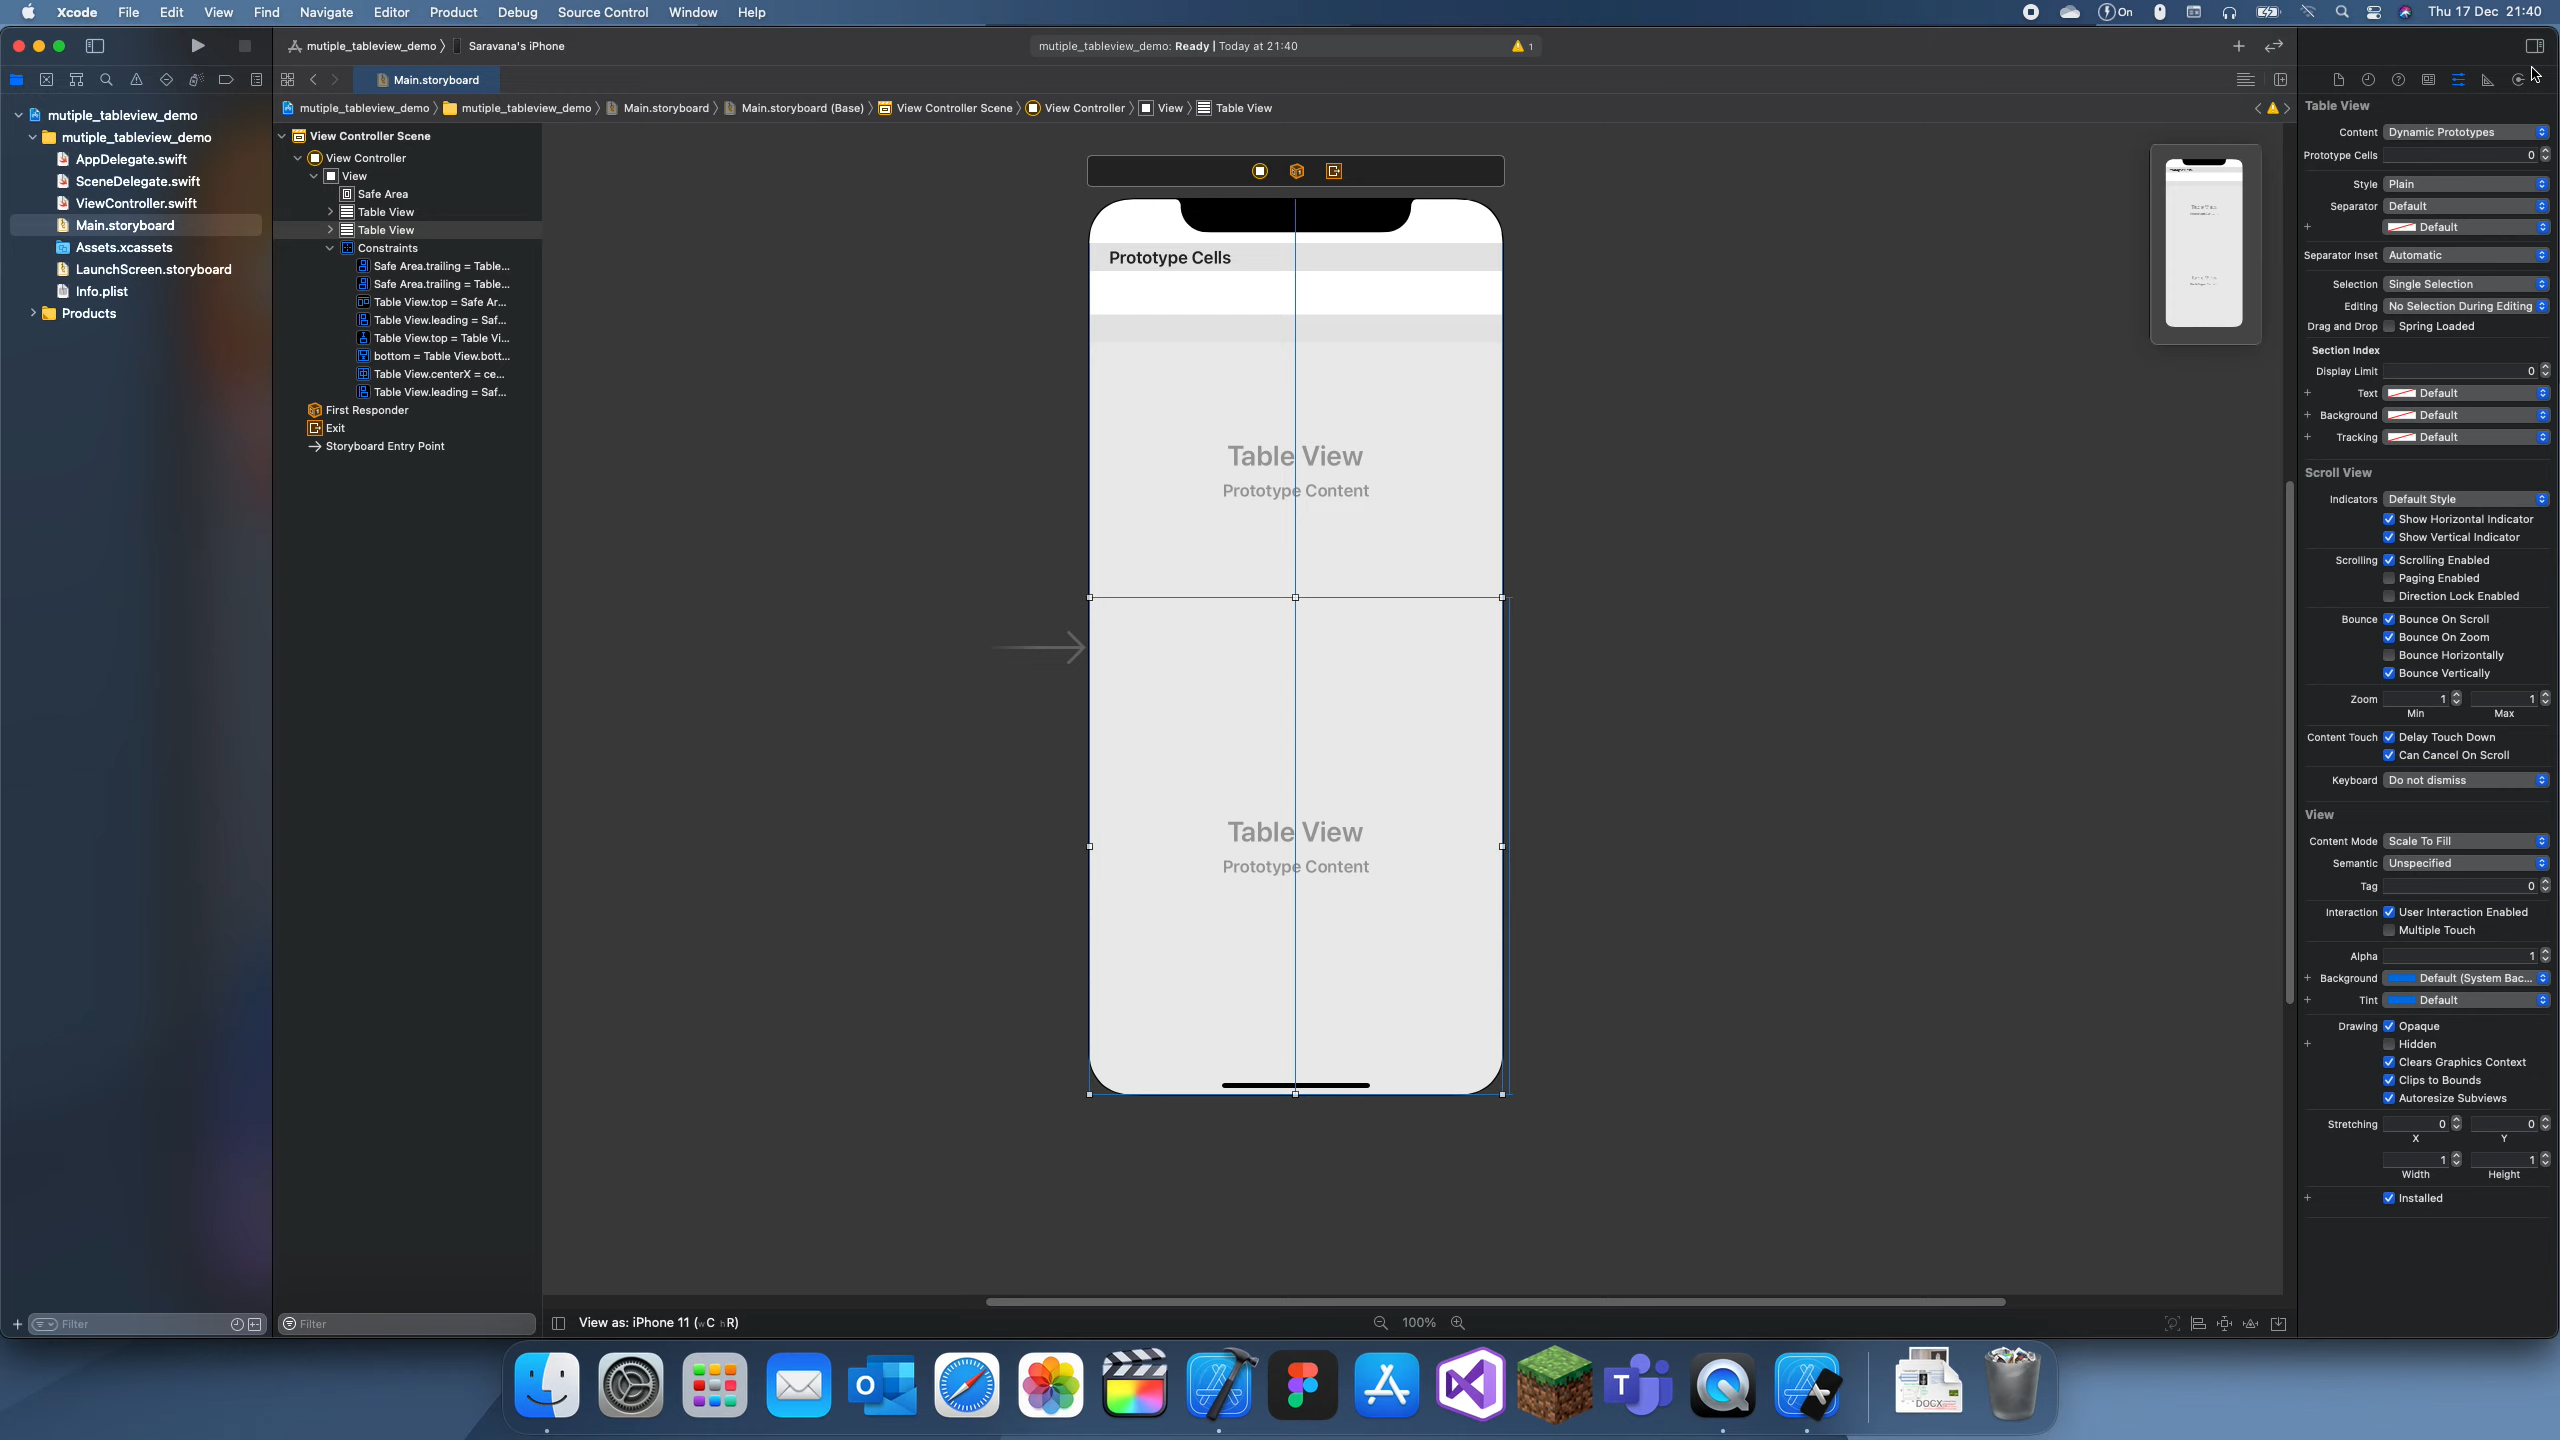 Xcode File Edit View Find Navigate Editor Product Debug Source Control Window Help
On Thu 17 Dec 21:40
mutiple_tableview_demo Saravana's iPhone
mutiple_tableview_demo: Ready | Today at 21:40
1
Main.storyboard
mutiple_tableview_demo mutiple_tableview_demo Main.storyboard Main.storyboard (Base) View Controller Scene View Controller View Table View
mutiple_tableview_demo
mutiple_tableview_demo
AppDelegate.swift
SceneDelegate.swift
ViewController.swift
Main.storyboard
Assets.xcassets
LaunchScreen.storyboard
Info.plist
Products
View Controller Scene
View Controller
View
Safe Area
Table View
Table View
Constraints
Safe Area.trailing = Table...
Safe Area.trailing = Table...
Table View.top = Safe Ar...
Table View.leading = Saf...
Table View.top = Table Vi...
bottom = Table View.bott...
Table View.centerX = ce...
Table View.leading = Saf...
First Responder
Exit
Storyboard Entry Point
Prototype Cells
Table View
Prototype Content
Table View
Prototype Content
Table View
Content Dynamic Prototypes
Prototype Cells 0
Style Plain
Separator Default
Default
Separator Inset Automatic
Selection Single Selection
Editing No Selection During Editing
Drag and Drop Spring Loaded
Section Index
Display Limit 0
Text Default
Background Default
Tracking Default
Scroll View
Indicators Default Style
Show Horizontal Indicator
Show Vertical Indicator
Scrolling Scrolling Enabled
Paging Enabled
Direction Lock Enabled
Bounce Bounce On Scroll
Bounce On Zoom
Bounce Horizontally
Bounce Vertically
Zoom 1 1
Min Max
Content Touch Delay Touch Down
Can Cancel On Scroll
Keyboard Do not dismiss
View
Content Mode Scale To Fill
Semantic Unspecified
Tag 0
Interaction User Interaction Enabled
Multiple Touch
Alpha 1
Background Default (System Bac...
Tint Default
Drawing Opaque
Hidden
Clears Graphics Context
Clips to Bounds
Autoresize Subviews
Stretching 0 0
X Y
1 1
Width Height
Installed
Filter
Filter
View as: iPhone 11 (wC hR)
100%
DOCX